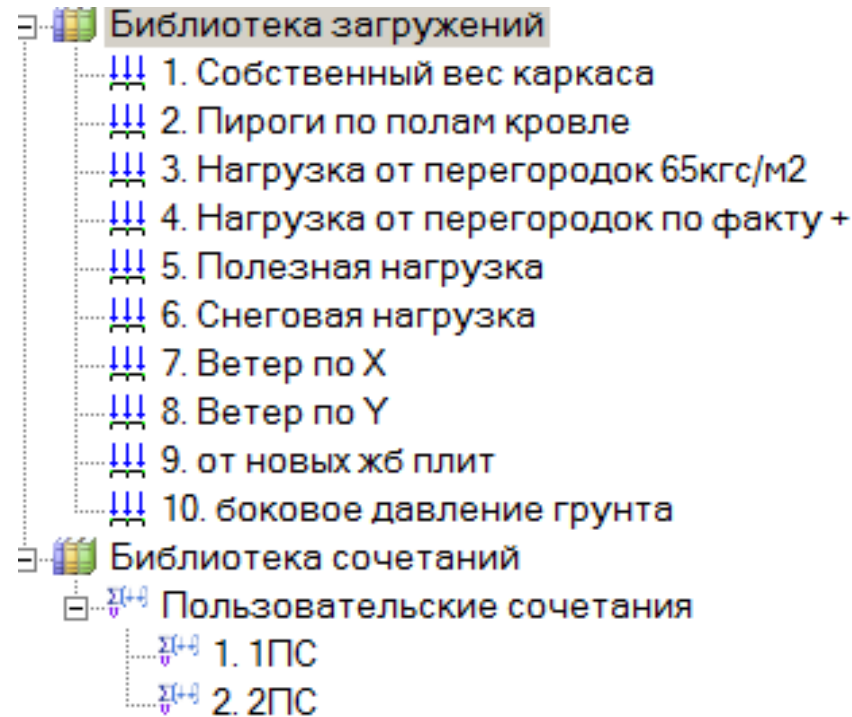 Библиотека загружений
1. Собственный вес каркаса
2. Пироги по полам кровле
3. Нагрузка от перегородок 65кгс/м2
4. Нагрузка от перегородок по факту +
5. Полезная нагрузка
6. Снеговая нагрузка
7. Ветер по X
8. Ветер по Y
9. от новых жб плит
10. боковое давление грунта
Библиотека сочетаний
Пользовательские сочетания
1. 1ПС
2. 2ПС